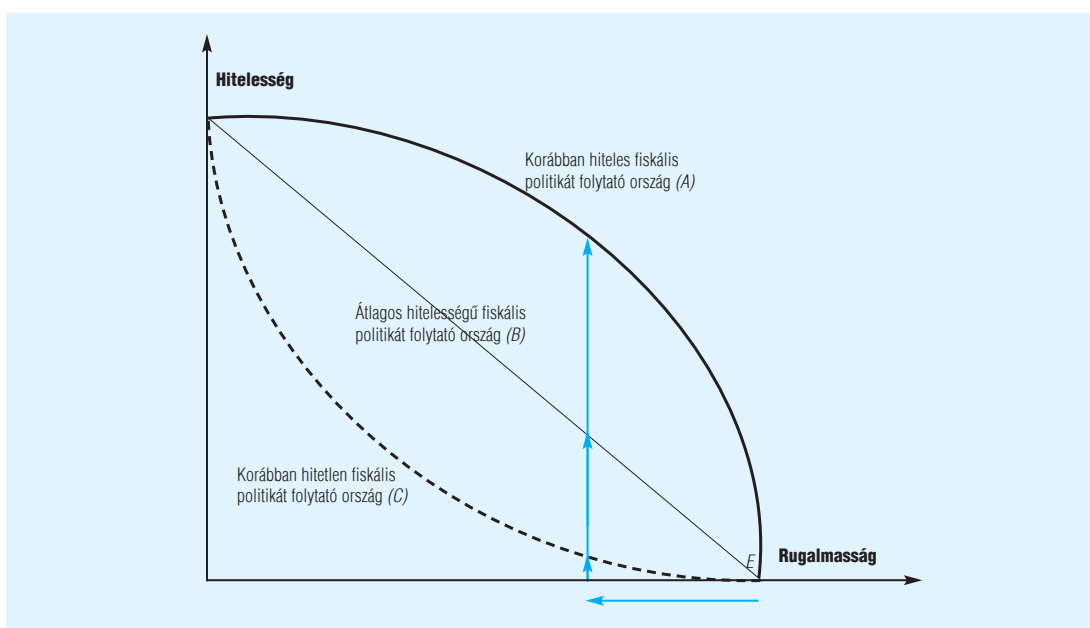 Hitelesség
Korábban hiteles fiskális
politikát folytató ország (A)
Átlagos hitelességű fiskális
politikát folytató ország (B)
Korábban hitetlen fiskális
politikát folytató ország (C)
E
Rugalmasság